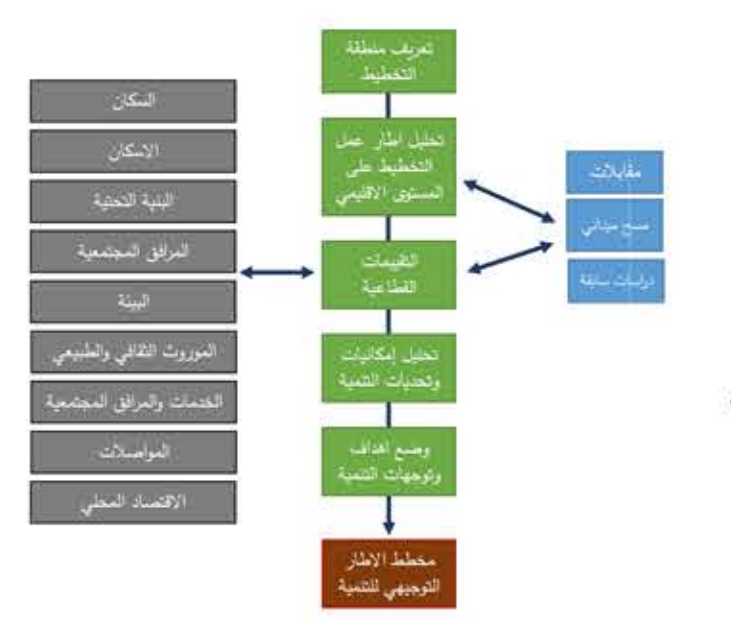 تعريف منطقة
التخطيط
تحليل اطار عمل
التخطيط على
المستوى الاقليمي
التقييمات
القطاعية
تحليل إمكانيات
وتحديات التنمية
وضع اهداف
وتوجهات التنمية
مخطط الاطار
التوجيهي للتنمية
مقابلات
مسح ميداني
دراسات سابقة
السكان
الاسكان
البنية التحتية
المرافق المجتمعية
البيئة
الموروث الثقافي والطبيعي
الخدمات والمرافق المجتمعية
المواصلات
الاقتصاد المحلي